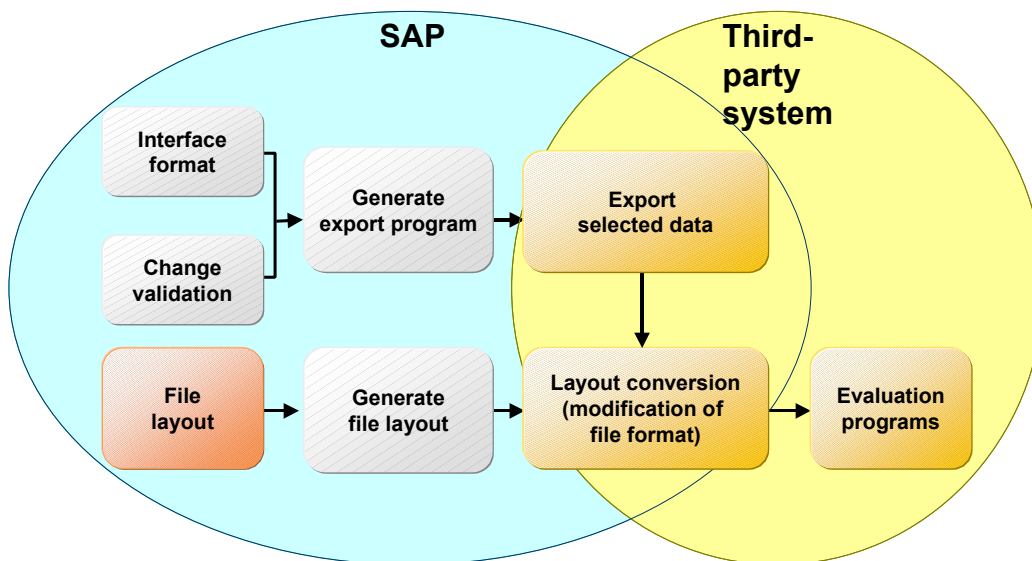 SAP
Third-
party
system
Interface
format
Generate
export program
Export
selected data
Change
validation
File
layout
Generate
file layout
Layout conversion
(modification of
file format)
Evaluation
programs